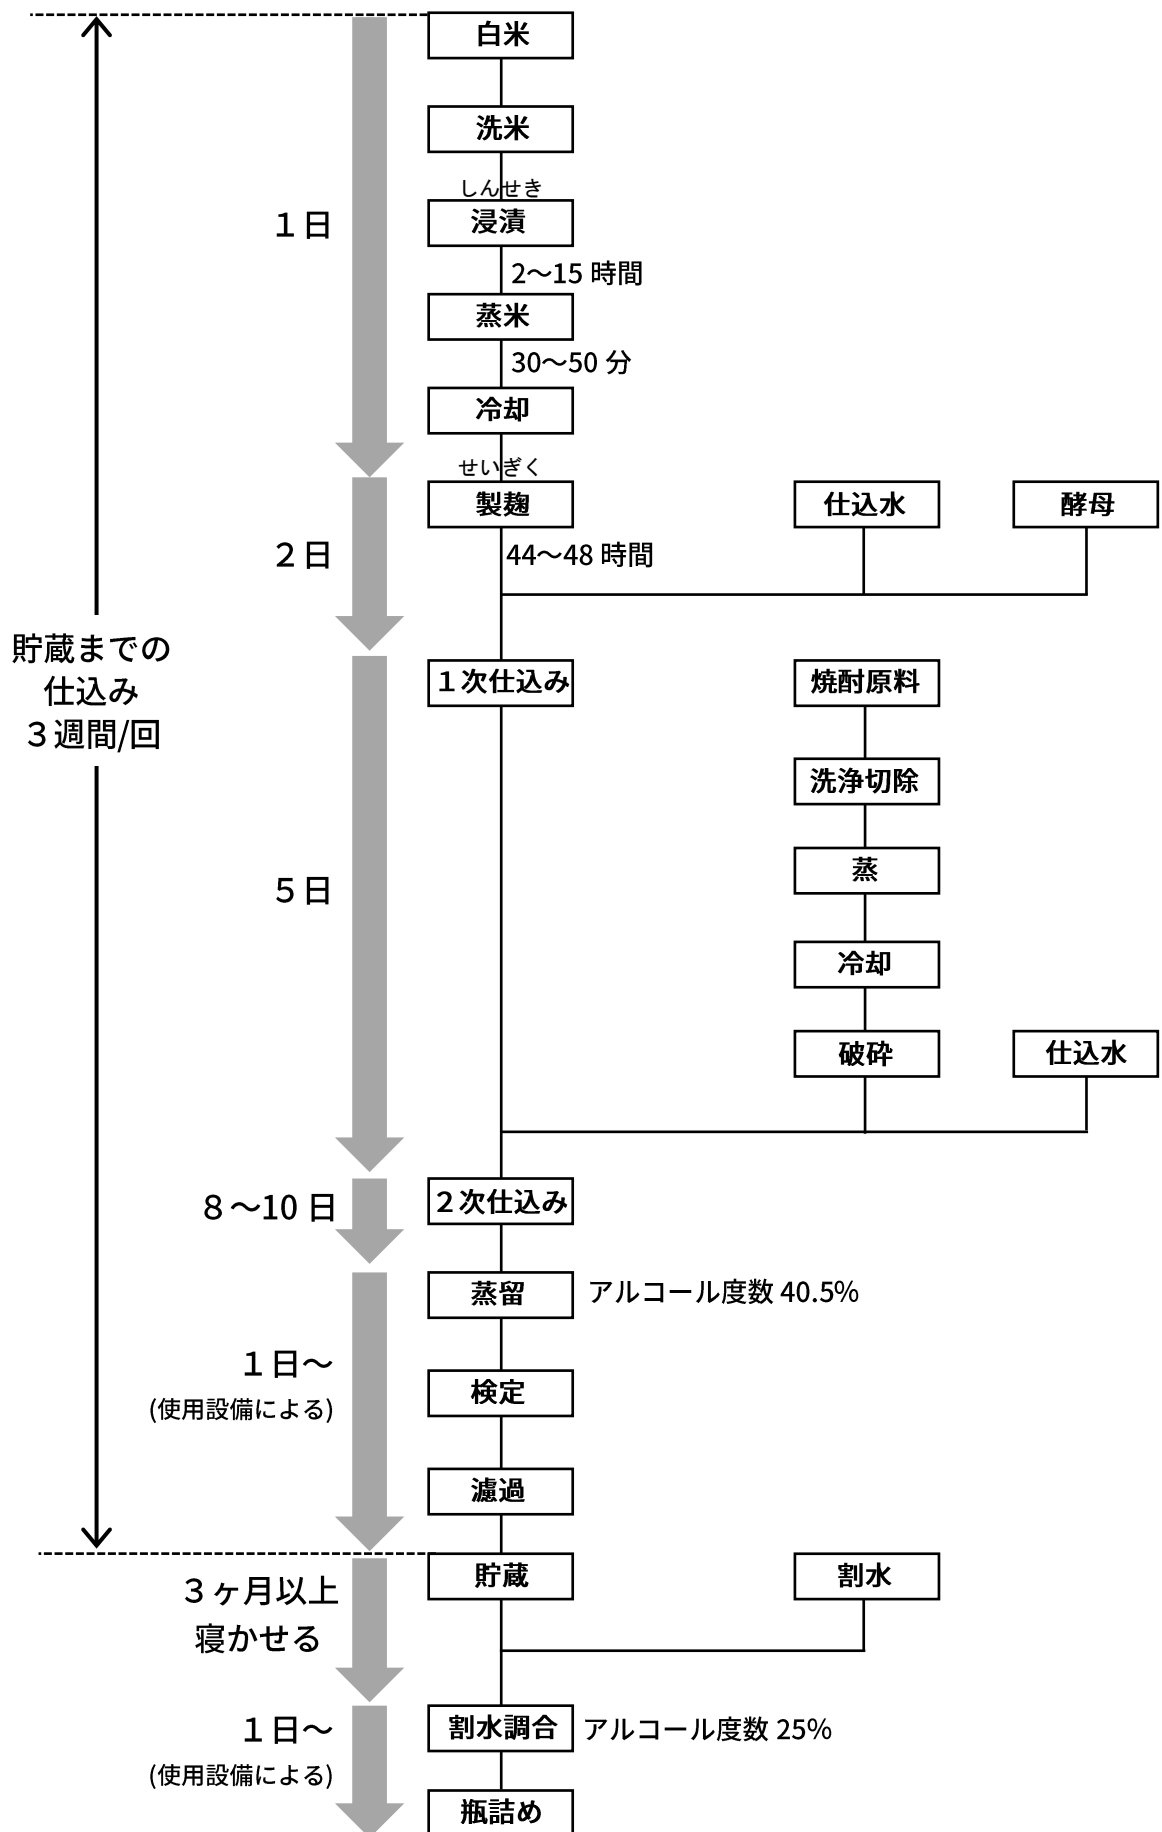 白米
洗米
しんせき
浸漬
１日
2～15 時間
蒸米
30～50 分
冷却
せいぎく
製麹
仕込水
酵母
２日
44～48 時間
貯蔵までの
仕込み
３週間/回
１次仕込み
焼酎原料
洗浄切除
５日
蒸
冷却
破砕
仕込水
８～10 日
２次仕込み
蒸留
アルコール度数 40.5%
１日～
(使用設備による)
検定
濾過
貯蔵
割水
３ヶ月以上
寝かせる
１日～
(使用設備による)
割水調合
アルコール度数 25%
瓶詰め